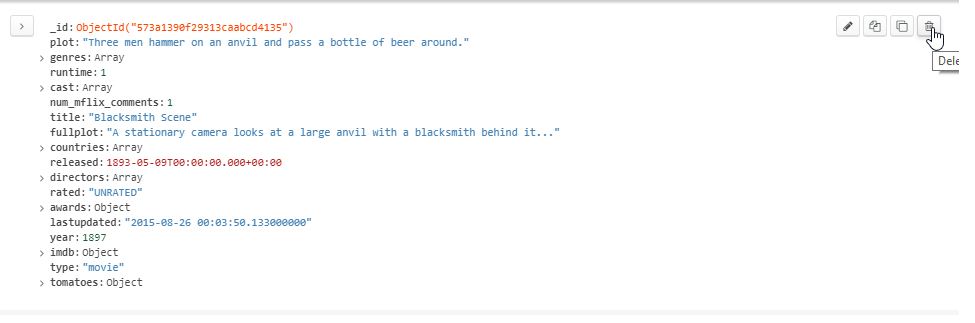 _id: ObjectId("573a1390f29313caabcd4135")
plot: "Three men hammer on an anvil and pass a bottle of beer around."
genres: Array
runtime: 1
cast: Array
num_mflix_comments: 1
title: "Blacksmith Scene"
fullplot: "A stationary camera looks at a large anvil with a blacksmith behind it..."
countries: Array
released: 1893-05-09T00:00:00.000+00:00
directors: Array
rated: "UNRATED"
awards: Object
lastupdated: "2015-08-26 00:03:50.133000000"
year: 1897
imdb: Object
type: "movie"
tomatoes: Object
Dele